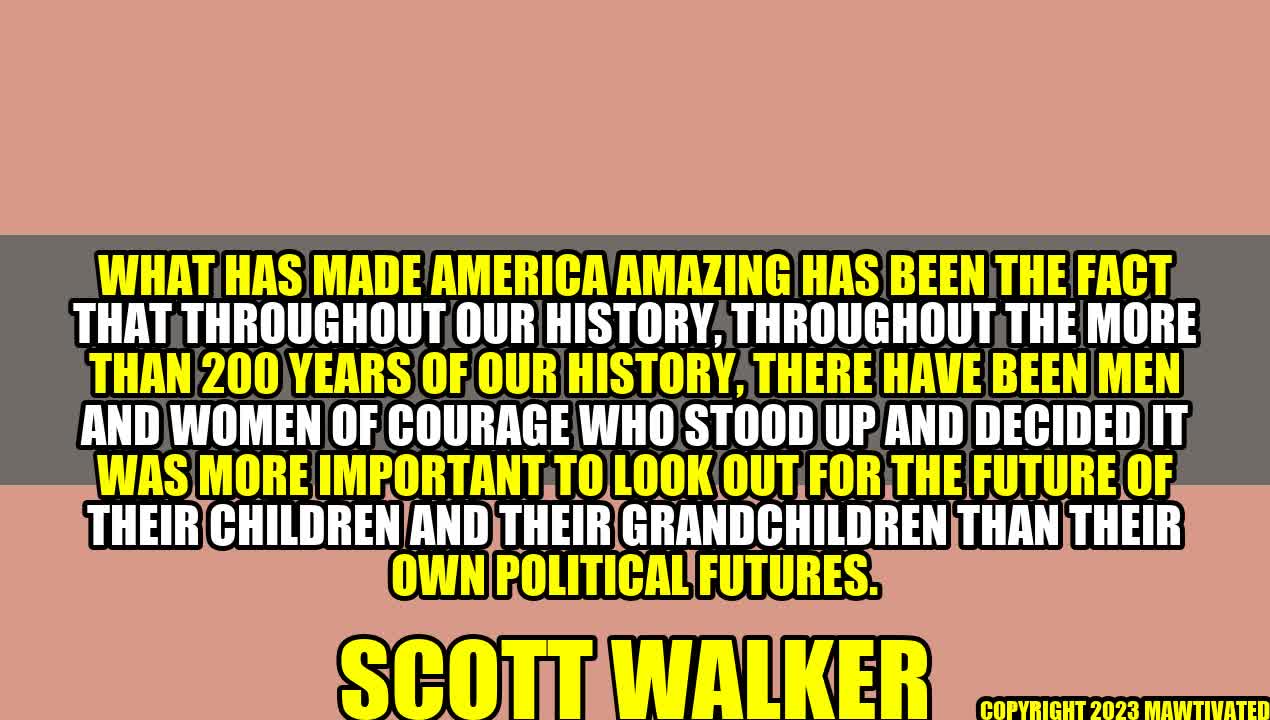 WHAT HAS MADE AMERICA AMAZING HAS BEEN THE FACT
THAT THROUGHOUT OUR HISTORY, THROUGHOUT THE MORE
THAN 200 YEARS OF OUR HISTORY, THERE HAVE BEEN MEN
AND WOMEN OF COURAGE WHO STOOD UP AND DECIDED IT
WAS MORE IMPORTANT TO LOOK OUT FOR THE FUTURE OF
THEIR CHILDREN AND THEIR GRANDCHILDREN THAN THEIR
OWN POLITICAL FUTURES.
SCOTT WALKER
COPYRIGHT 2023 MAWTIVATED